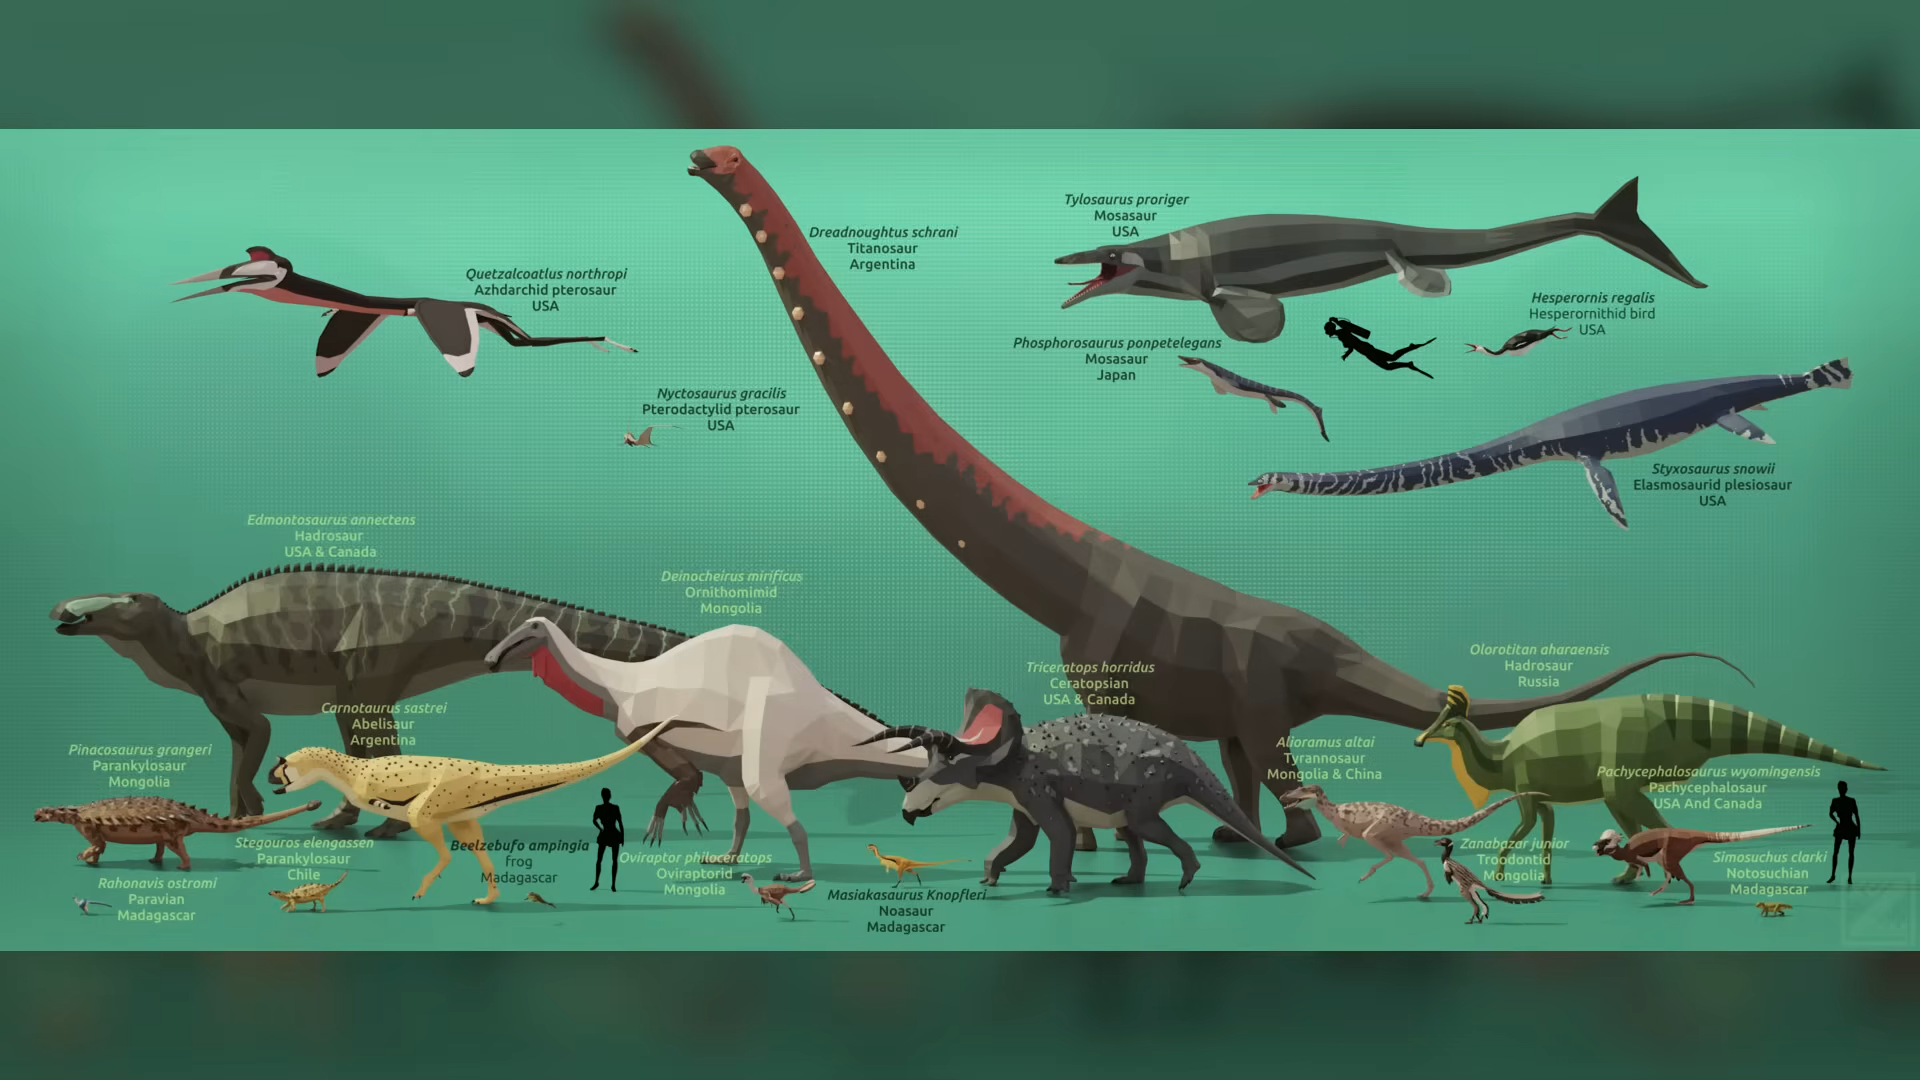 Tylosaurus proriger
Mosasaur
USA
Dreadnoughtus schrani
Titanosaur
Argentina
Quetzalcoatlus northropi
Azhdarchid pterosaur
USA
Hesperornis regalis
Hesperornithid bird
USA
Phosphorosaurus ponpetelegans
Mosasaur
Japan
Nyctosaurus gracilis
Pterodactylid pterosaur
USA
Styxosaurus snowii
Elasmosaurid plesiosaur
USA
Edmontosaurus annectens
Hadrosaur
USA & Canada
Deinocheirus mirificus
Ornithomimid
Mongolia
Olorotitan aharaensis
Hadrosaur
Russia
Triceratops horridus
Ceratopsian
USA & Canada
Carnotaurus sastrei
Abelisaur
Argentina
Pinacosaurus grangeri
Parankylosaur
Mongolia
Alioramus altai
Tyrannosaur
Mongolia & China
Pachycephalosaurus wyomingensis
Pachycephalosaur
USA And Canada
Stegouros elengassen
Parankylosaur
Chile
Beelzebufo ampingia
frog
Madagascar
Oviraptor philoceratops
Oviraptorid
Mongolia
Zanabazar junior
Troodontid
Mongolia
Simosuchus clarki
Notosuchian
Madagascar
Rahonavis ostromi
Paravian
Madagascar
Masiakasaurus Knopfleri
Noasaur
Madagascar